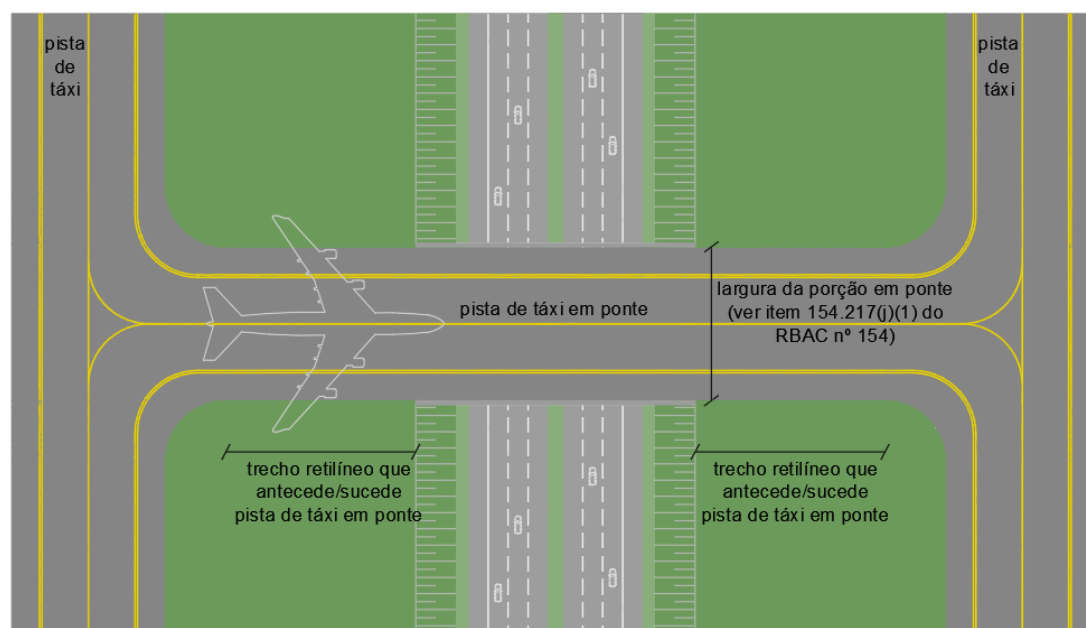 pista
de
táxi
pista
de
táxi
pista de táxi em ponte
largura da porção em ponte
(ver item 154.217(j)(1) do
RBAC nº 154)
trecho retilíneo que
antecede/sucede
pista de táxi em ponte
trecho retilíneo que
antecede/sucede
pista de táxi em ponte